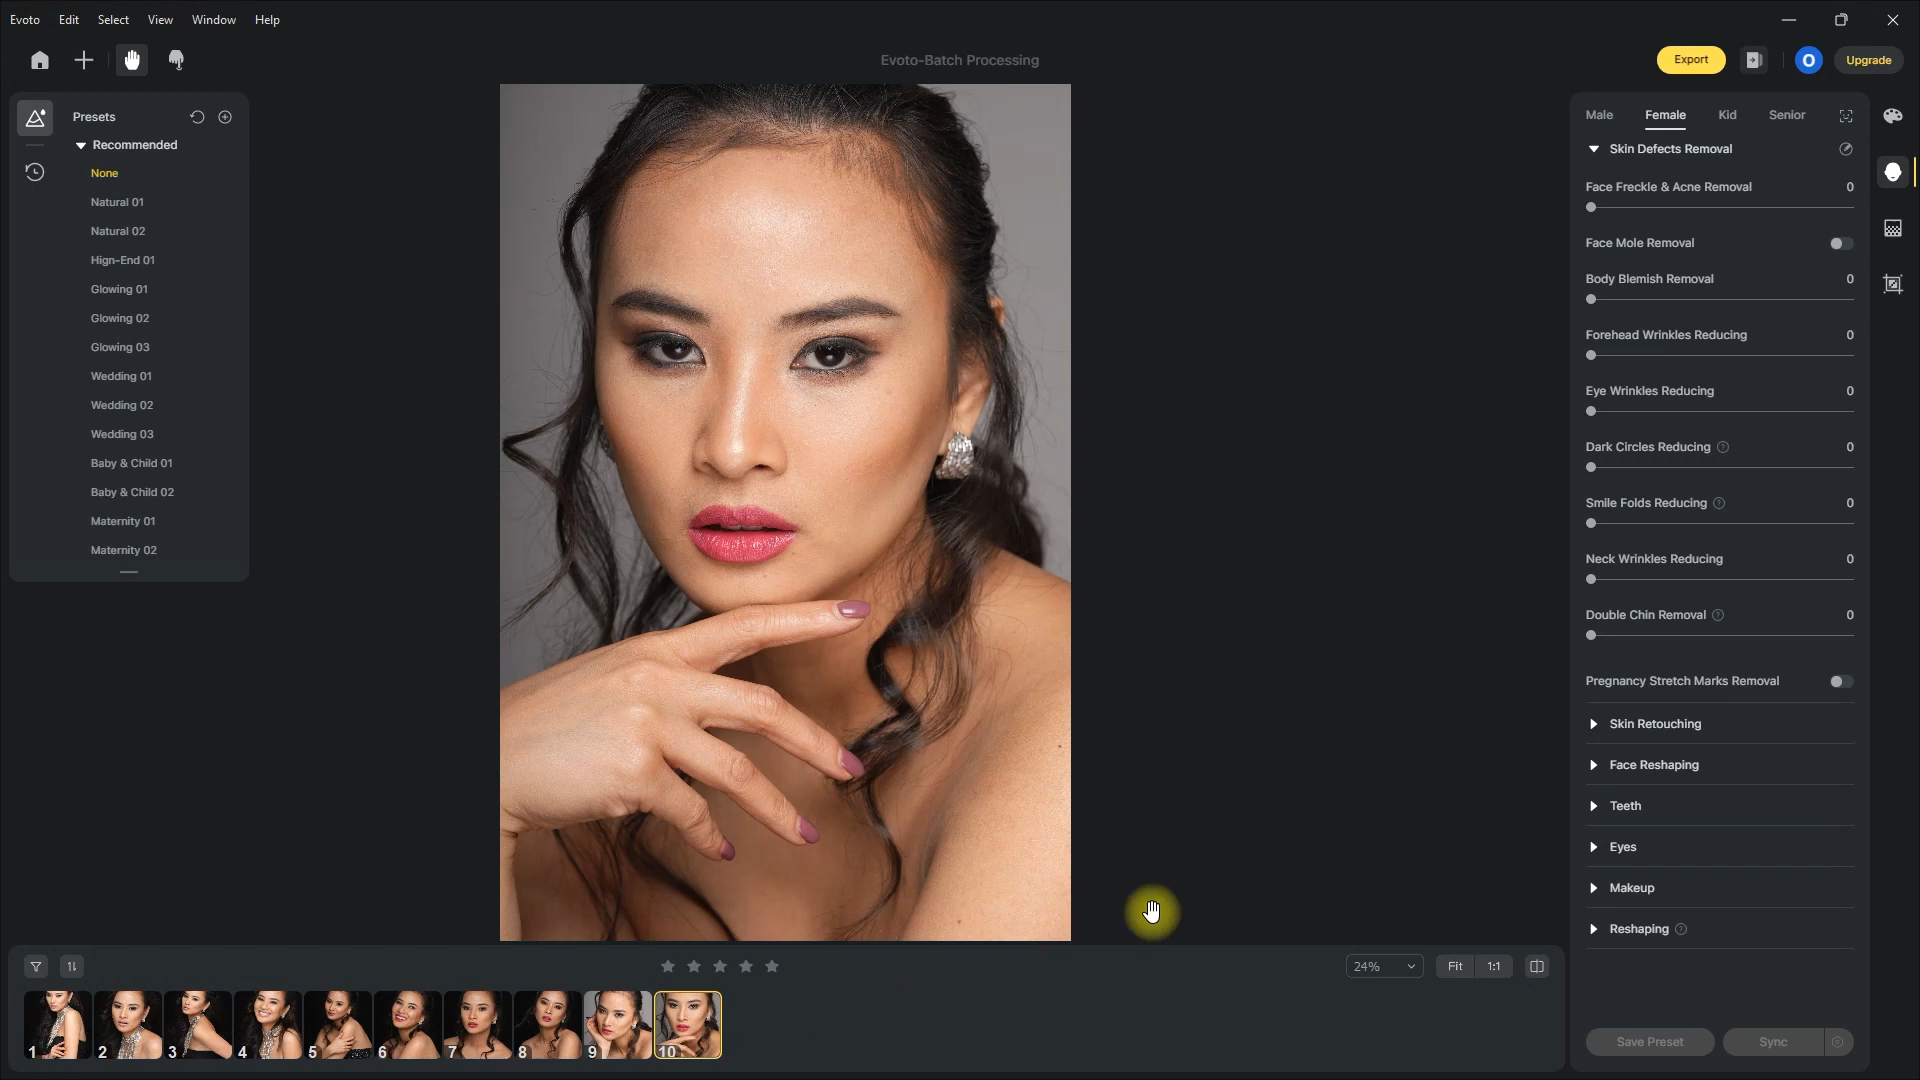 Evoto Edit Select View Window Help
Evoto-Batch Processing
Export
O
Upgrade
Presets
Recommended
None
Natural 01
Natural 02
Hign-End 01
Glowing 01
Glowing 02
Glowing 03
Wedding 01
Wedding 02
Wedding 03
Baby & Child 01
Baby & Child 02
Maternity 01
Maternity 02
Male Female Kid Senior
Skin Defects Removal
Face Freckle & Acne Removal 0
Face Mole Removal
Body Blemish Removal 0
Forehead Wrinkles Reducing 0
Eye Wrinkles Reducing 0
Dark Circles Reducing ? 0
Smile Folds Reducing ? 0
Neck Wrinkles Reducing 0
Double Chin Removal ? 0
Pregnancy Stretch Marks Removal
Skin Retouching
Face Reshaping
Teeth
Eyes
Makeup
Reshaping ?
Save Preset Sync
24% Fit 1:1
1 2 3 4 5 6 7 8 9 10